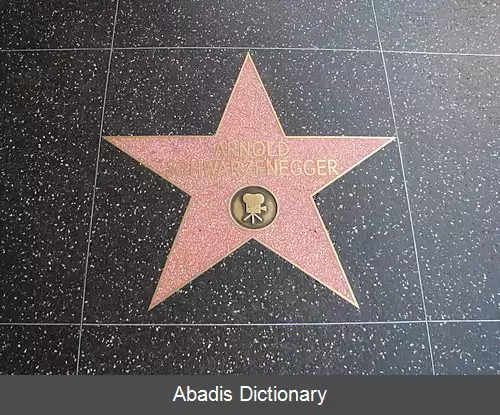 ARNOLD
SCHWARZENEGGER
Abadis Dictionary